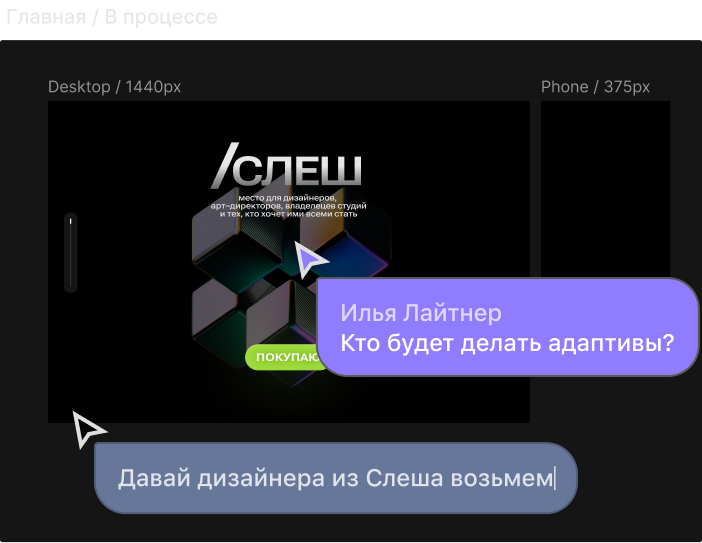 Главная / В процессе
Desktop / 1440px
Phone / 375px
/СЛЕШ
место для дизайнеров,
арт-директоров, владелецев студий
и тех, кто хочет ими всеми стать
ПОКУПАЮ
Илья Лайтнер
Кто будет делать адаптивы?
Давай дизайнера из Слеша возьмем